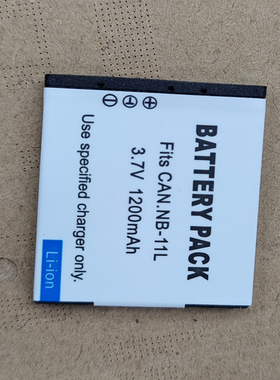 BATTERY PACK
Fits CAN.NB-11L
3.7V 1200mAh
Use specified
charger only.
Li-ion